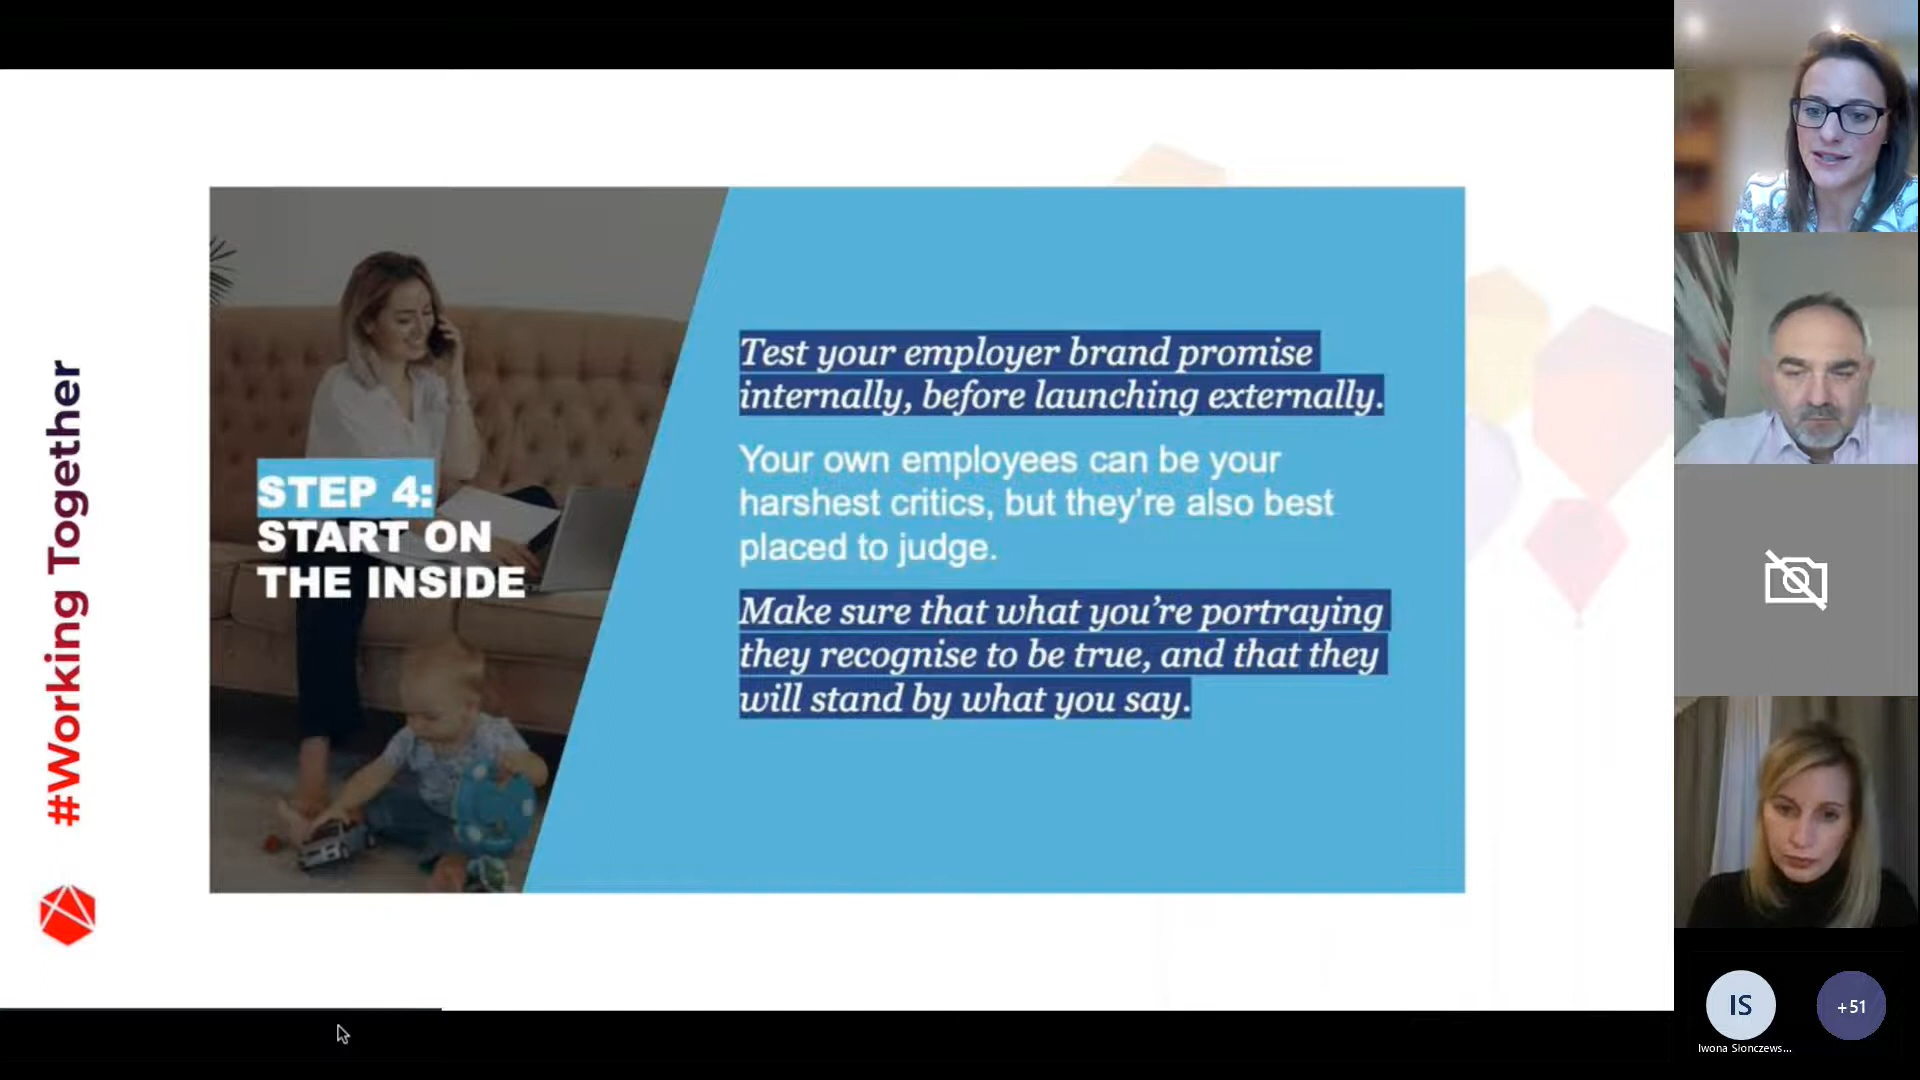 #Working Together
STEP 4:
START ON
THE INSIDE
Test your employer brand promise
internally, before launching externally.
Your own employees can be your
harshest critics, but they're also best
placed to judge.
Make sure that what you’re portraying
they recognise to be true, and that they
will stand by what you say.
IS
+51
Iwona Słonczews...